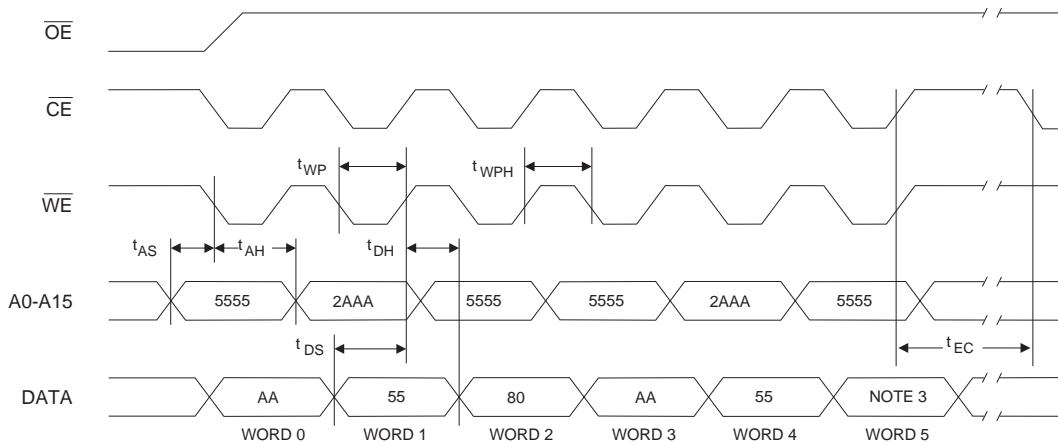 OE
CE
tWP
tWPH
WE
tAS
tAH
tDH
A0-A15 5555 2AAA 5555 5555 2AAA 5555
tDS
tEC
DATA AA 55 80 AA 55 NOTE 3
WORD 0 WORD 1 WORD 2 WORD 3 WORD 4 WORD 5